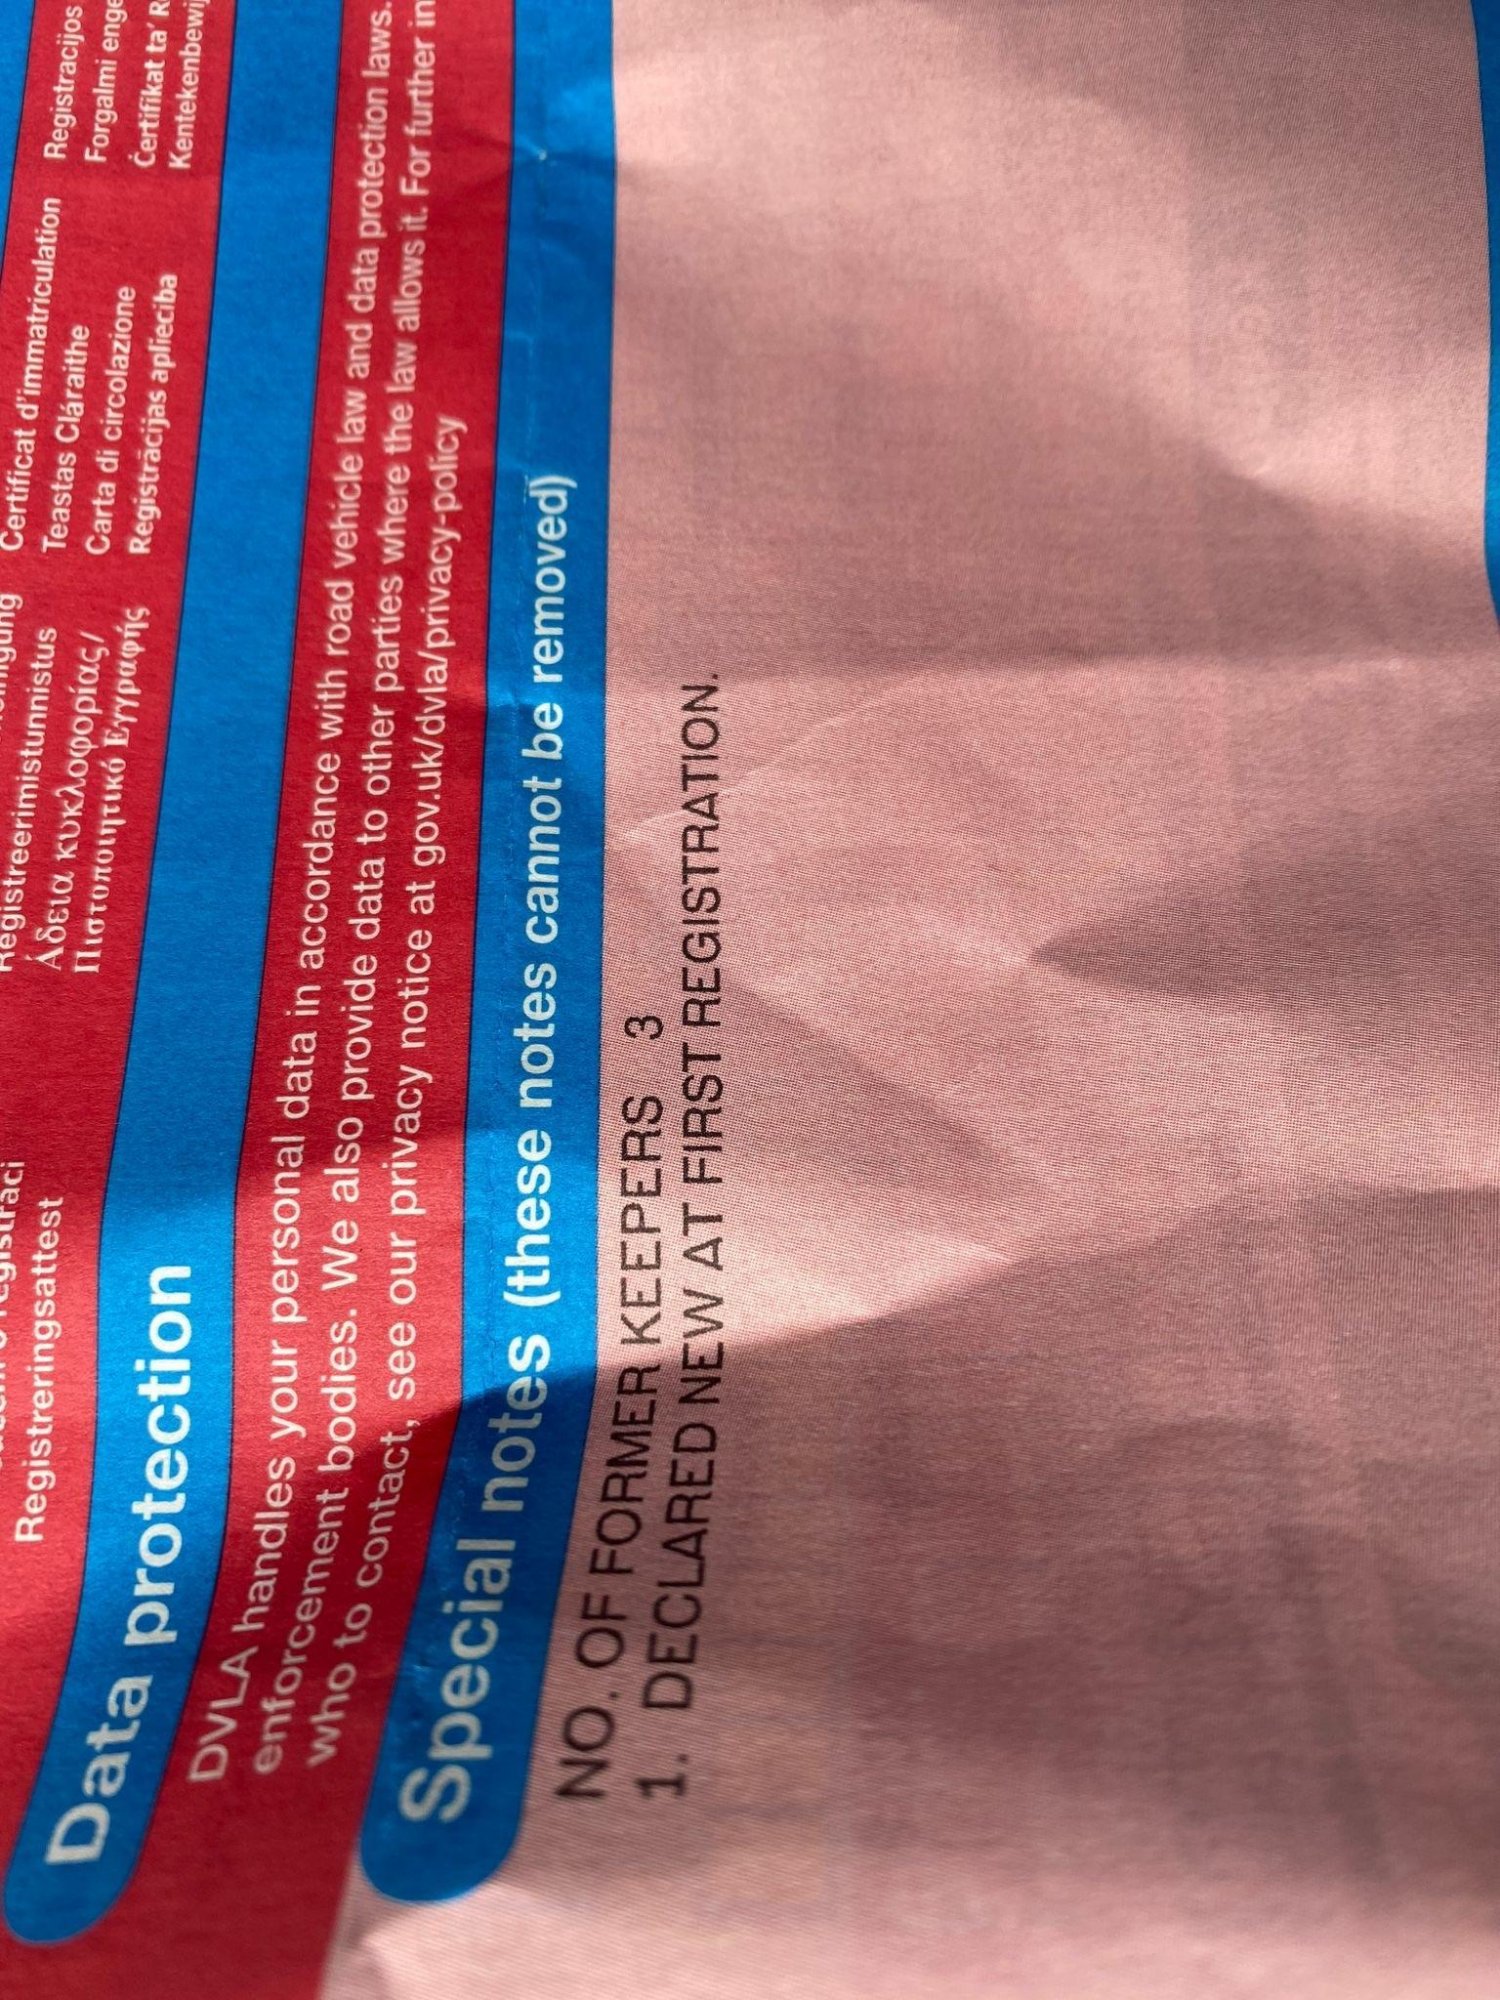 Registreringsattest
Registreerimistunnistus
Άδεια κυκλοφορίας/
Πιστοποιητικό Εγγραφής
Certificat d'immatriculation
Teastas Cláraithe
Carta di circolazione
Reģistrācijas apliecība
Registracijos
Forgalmi
Ċertifikat ta'
Data protection
DVLA handles your personal data in accordance with road vehicle law and data protection laws.
enforcement bodies. We also provide data to other parties where the law allows it. For further
who to contact, see our privacy notice at gov.uk/dvla/privacy-policy
Special notes (these notes cannot be removed)
NO. OF FORMER KEEPERS 3
1. DECLARED NEW AT FIRST REGISTRATION.